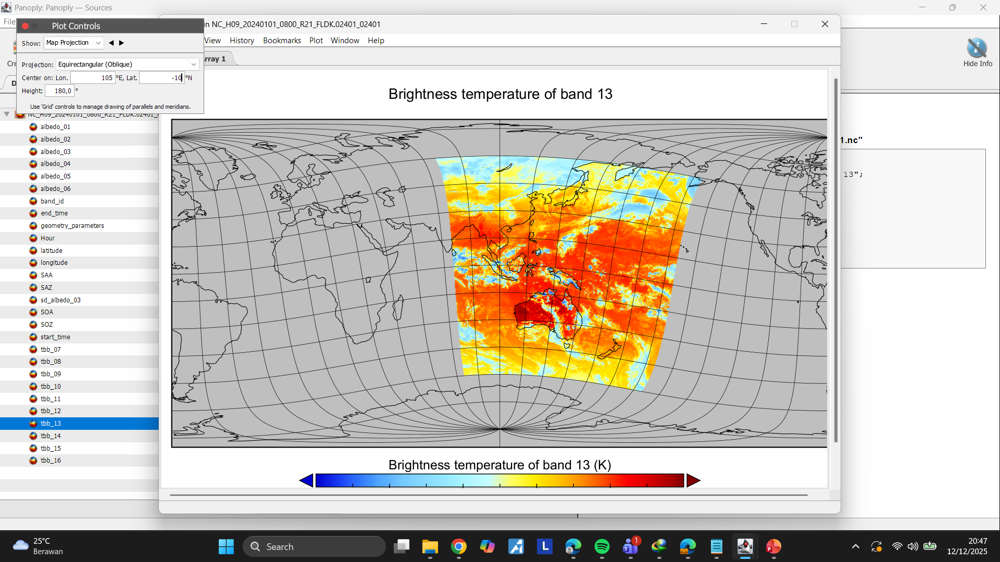 Panoply: Panoply — Sources
File
Plot Controls
in NC_H09_20240101_0800_R21_FLDK.02401_02401
Show: Map Projection
View History Bookmarks Plot Window Help
Projection: Equirectangular (Oblique)
Array 1
Center on: Lon. 105 °E, Lat. -10 °N
Height: 180,0 °
Use 'Grid' controls to manage drawing of parallels and meridians.
Hide Info
Brightness temperature of band 13
NC_H09_20240101_0800_R21_FLDK.02401_0
albedo_01
albedo_02
albedo_03
albedo_04
albedo_05
albedo_06
band_id
end_time
geometry_parameters
Hour
latitude
longitude
SAA
SAZ
sd_albedo_03
SOA
SOZ
start_time
tbb_07
tbb_08
tbb_09
tbb_10
tbb_11
tbb_12
tbb_13
tbb_14
tbb_15
tbb_16
1.nc"
13";
Brightness temperature of band 13 (K)
25°C
Berawan
Search
1
20:47
12/12/2025